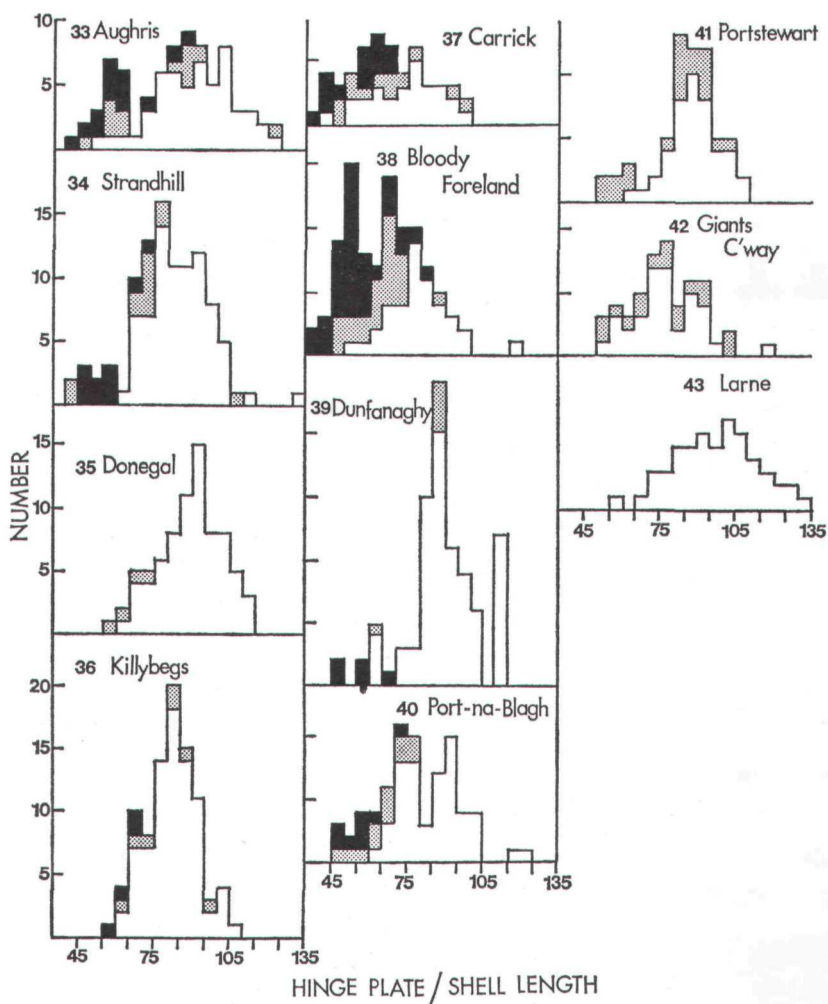 10
5
33 Aughris
34 Strandhill
15
10
5
NUMBER
35 Donegal
15
10
5
36 Killybegs
20
15
10
5
45 75 105 135
37 Carrick
38 Bloody
Foreland
39 Dunfanaghy
40 Port-na-Blagh
45 75 105 135
41 Portstewart
42 Giants
C'way
43 Larne
45 75 105 135
HINGE PLATE / SHELL LENGTH